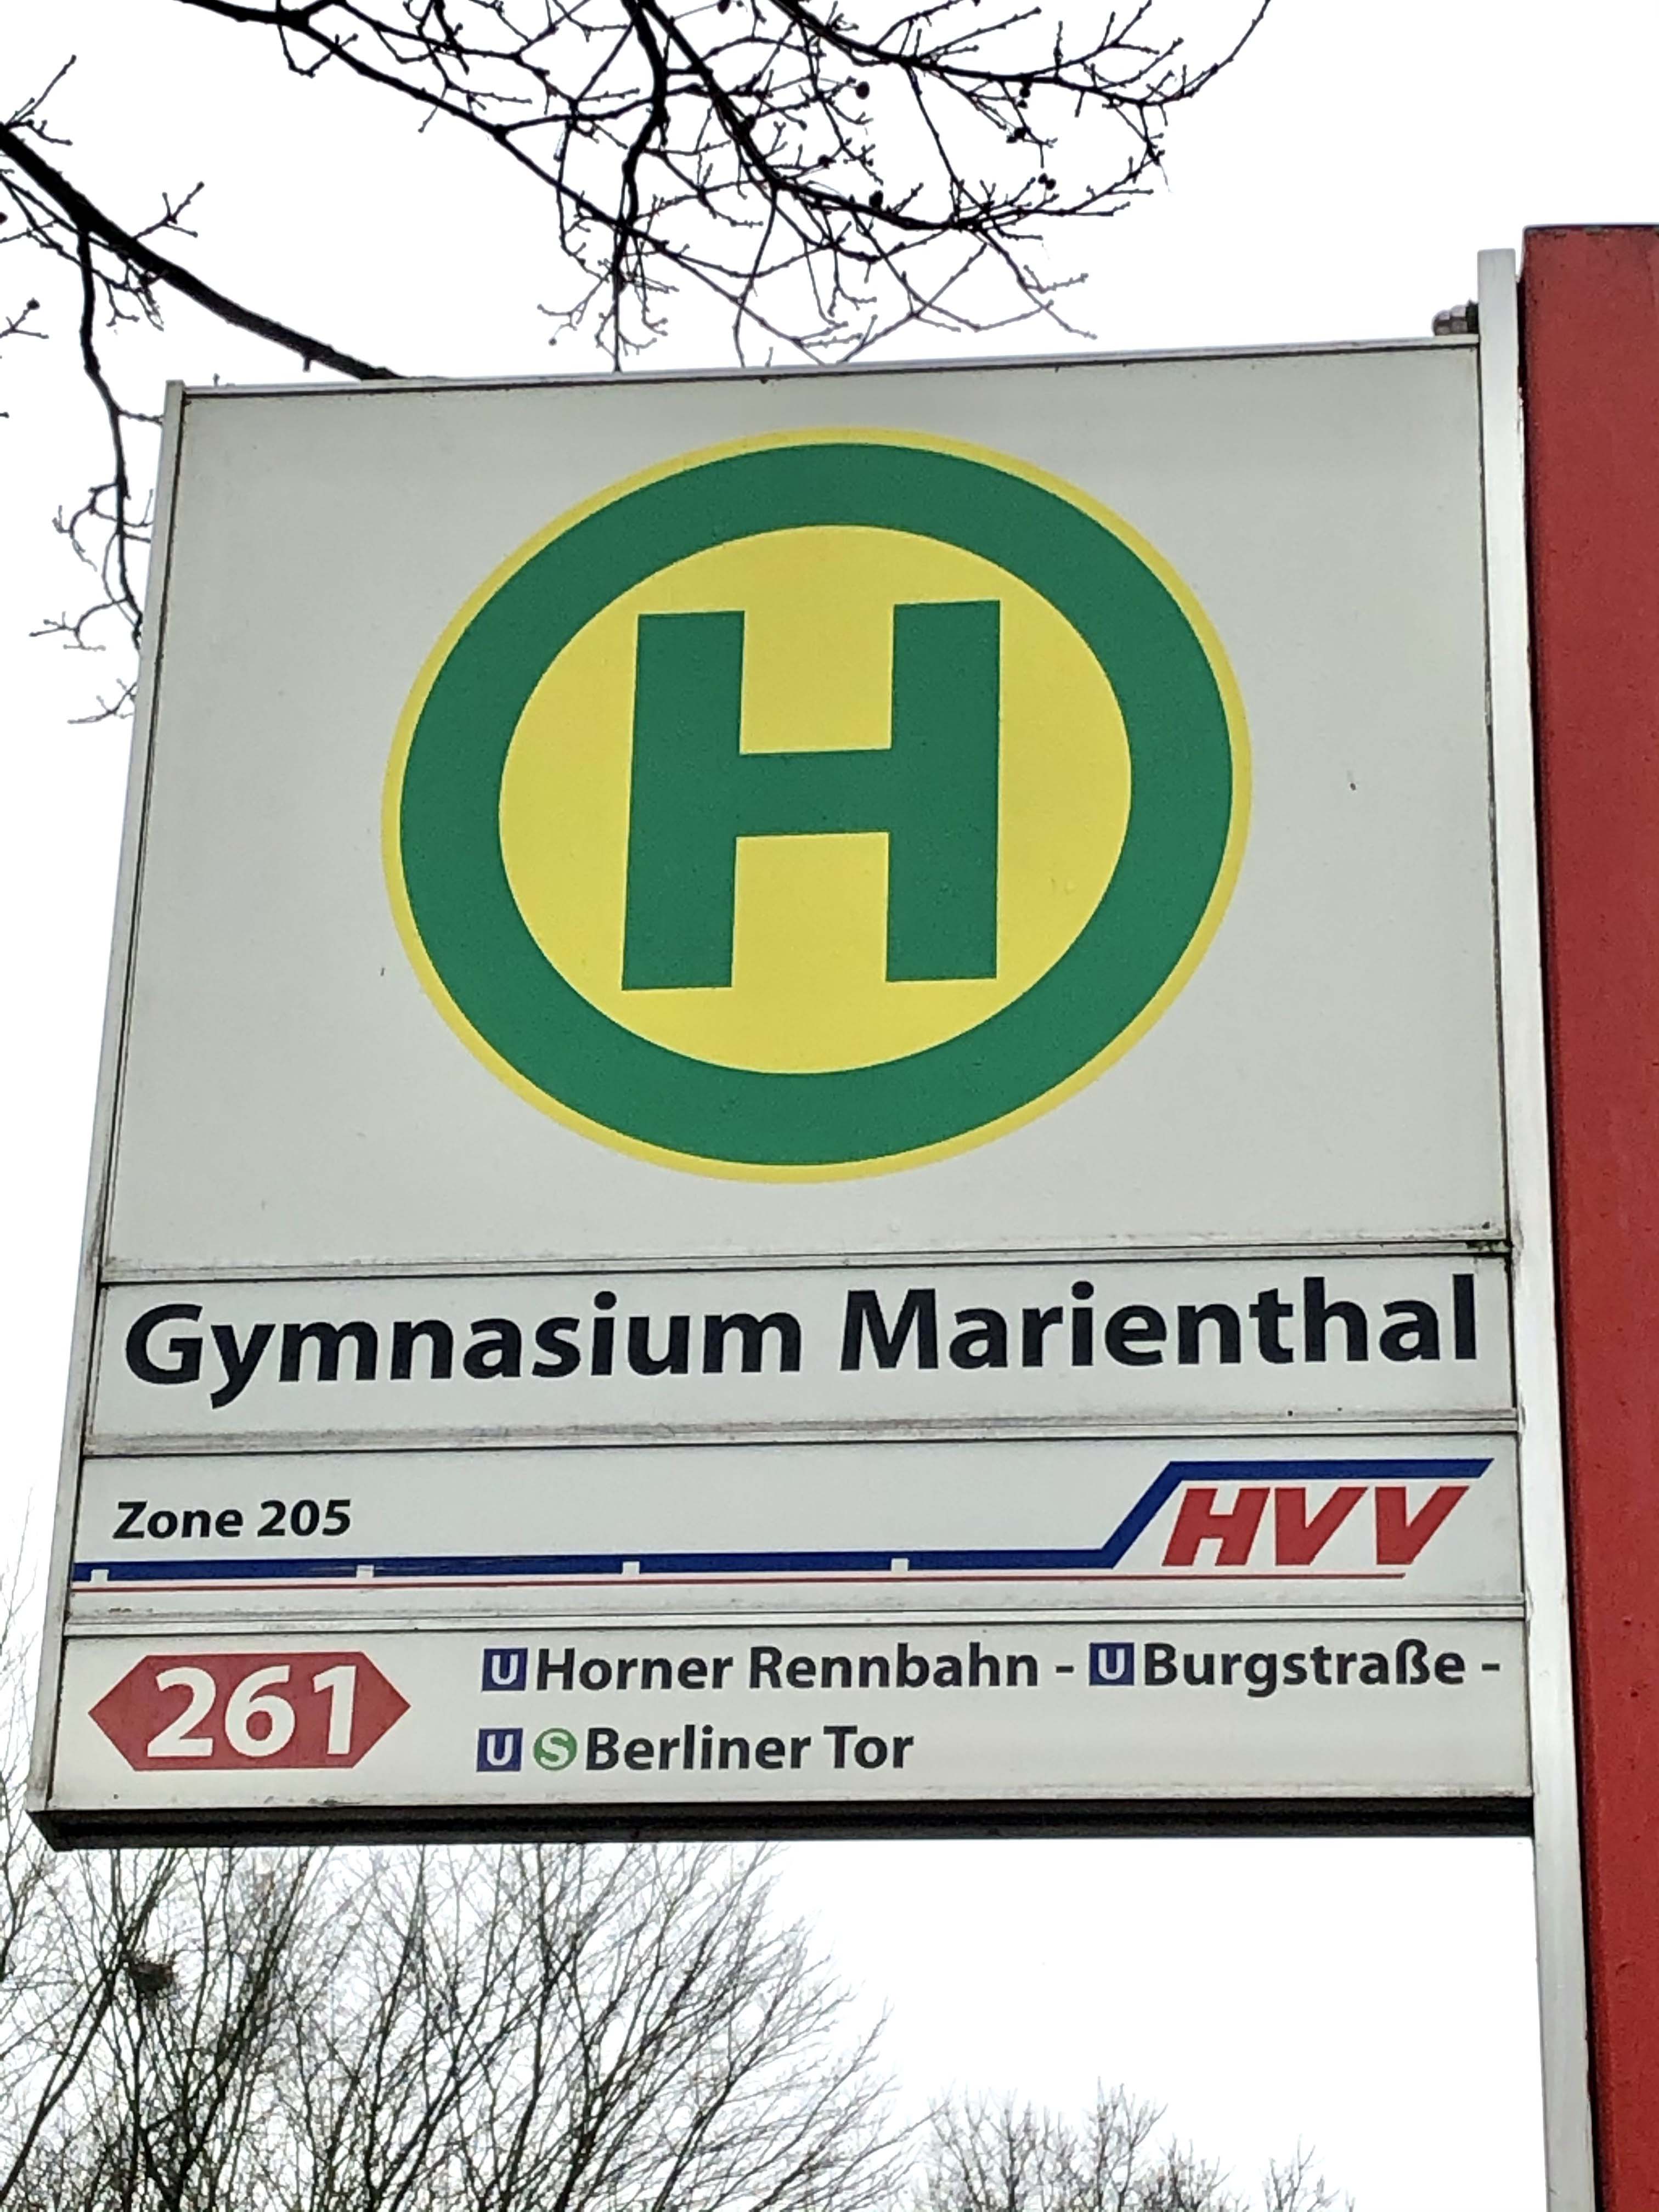 H
Gymnasium Marienthal
Zone 205
HVV
261
U Horner Rennbahn - U Burgstraße -
U S Berliner Tor